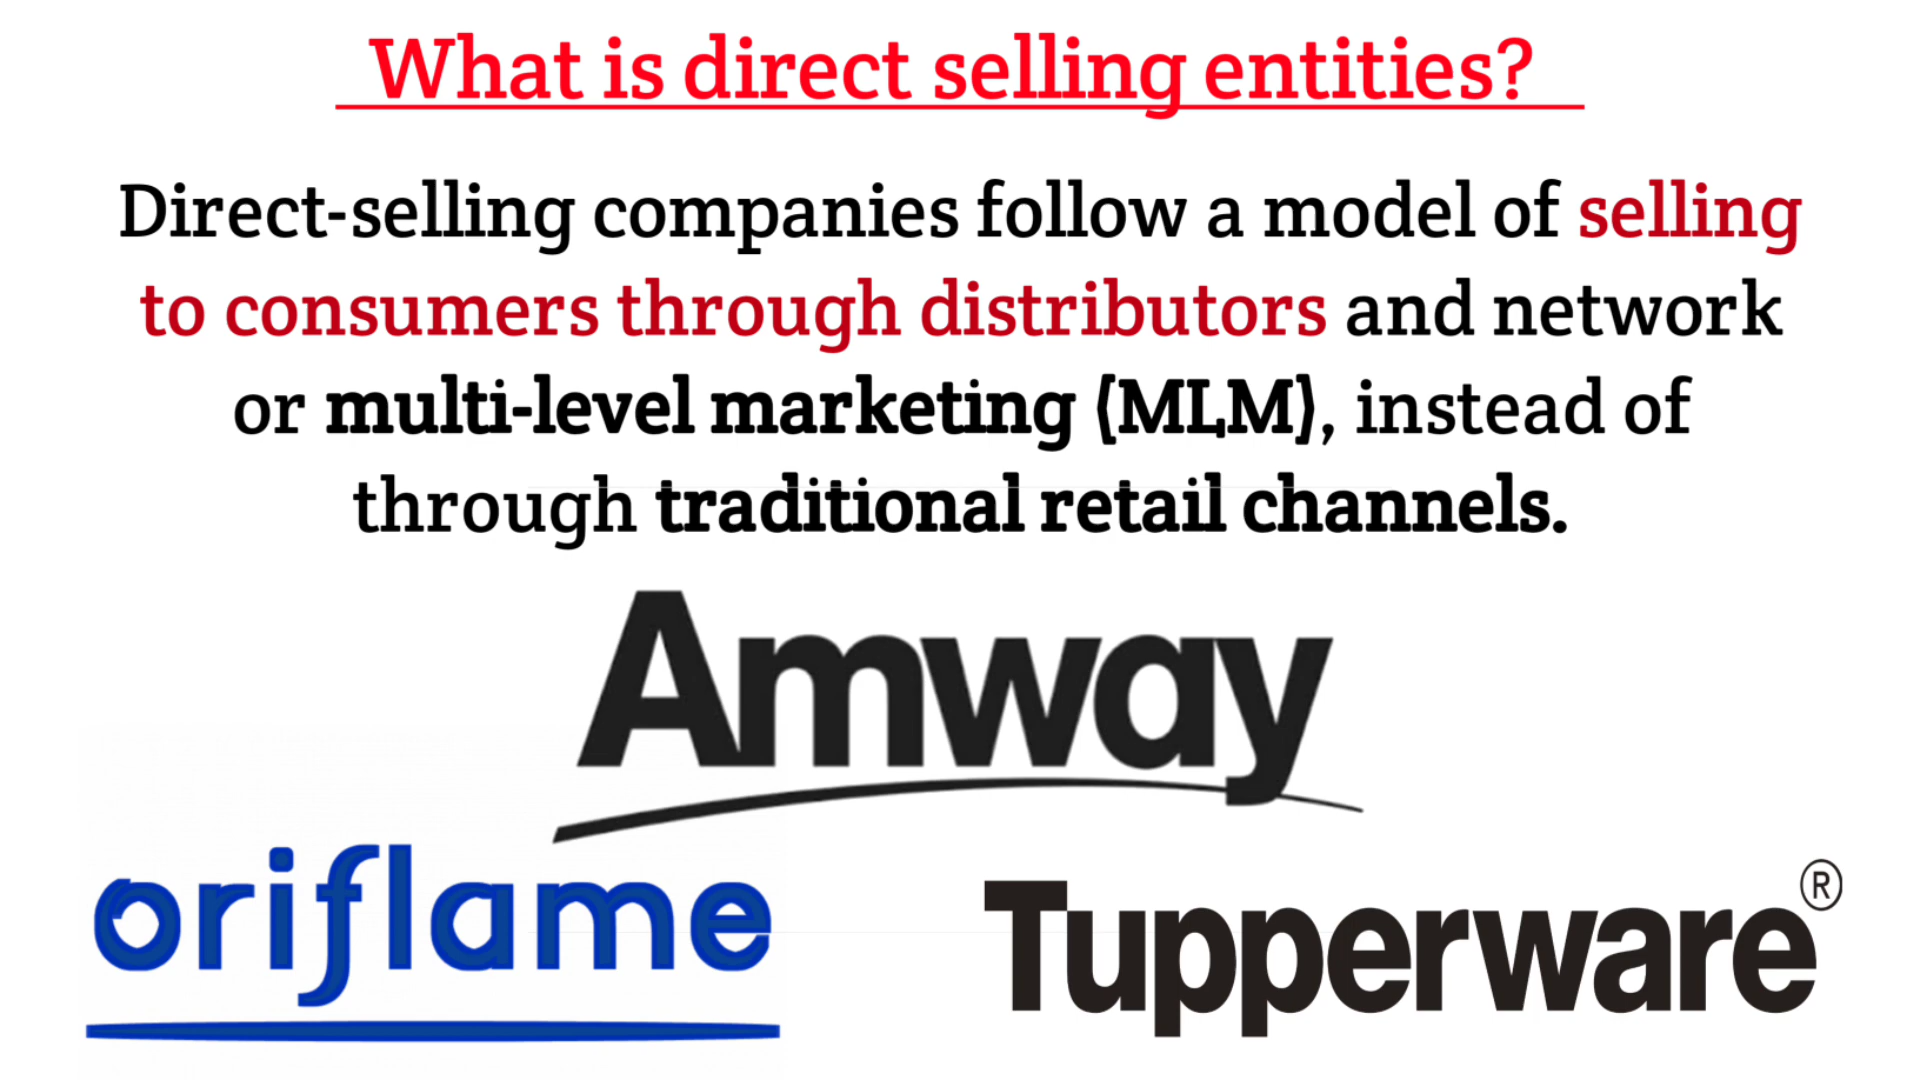 What is direct selling entities?
Direct-selling companies follow a model of selling
to consumers through distributors and network
or multi-level marketing (MLM), instead of
through traditional retail channels.
Amway
oriflame
Tupperware®